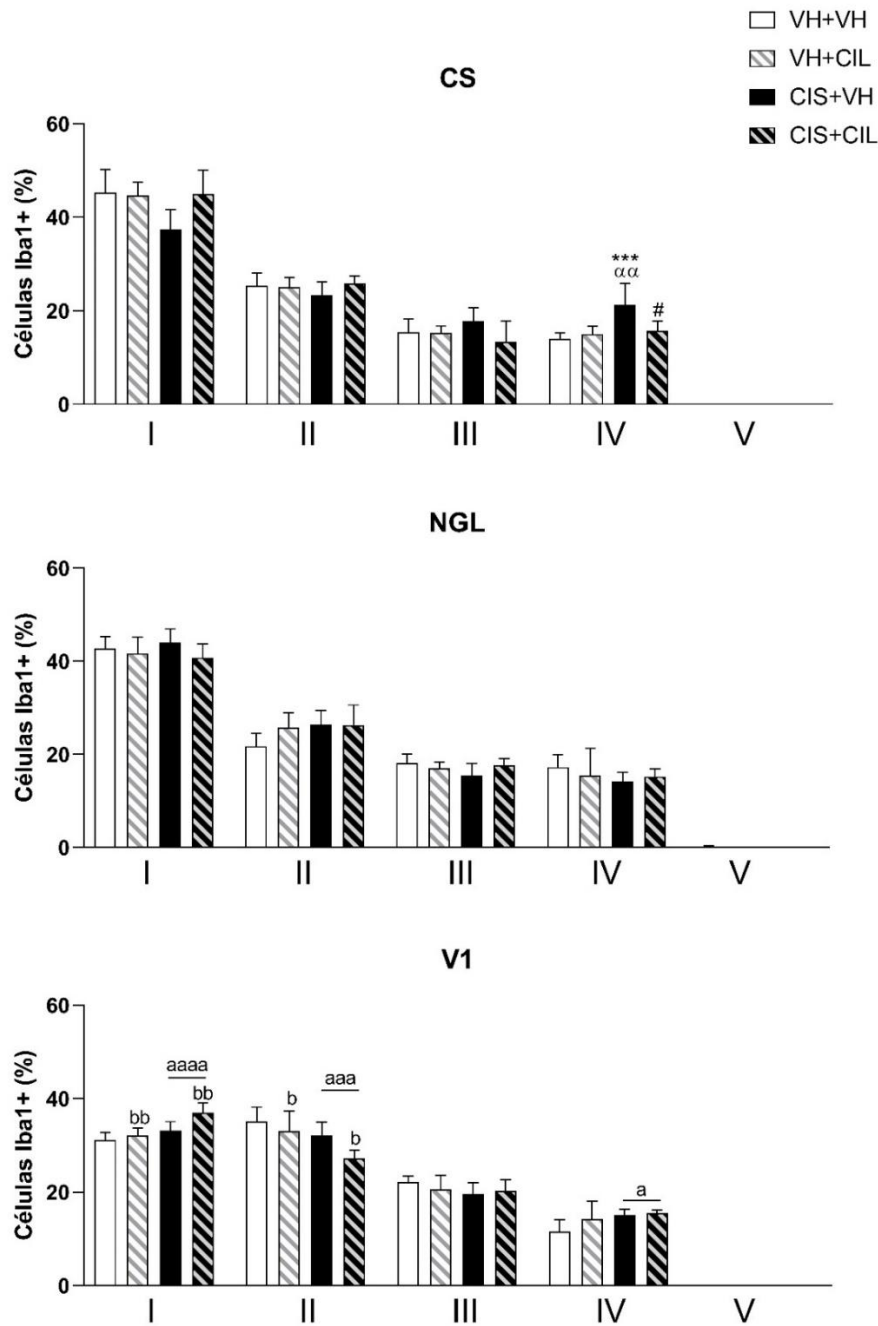 VH+VH
VH+CIL
CIS+VH
CIS+CIL
CS
Células Iba1+ (%)
60
40
20
0
***
αα
#
I II III IV V
NGL
Células Iba1+ (%)
60
40
20
0
I II III IV V
V1
Células Iba1+ (%)
60
40
20
0
aaaa
bb bb
aaa
b b
a
I II III IV V